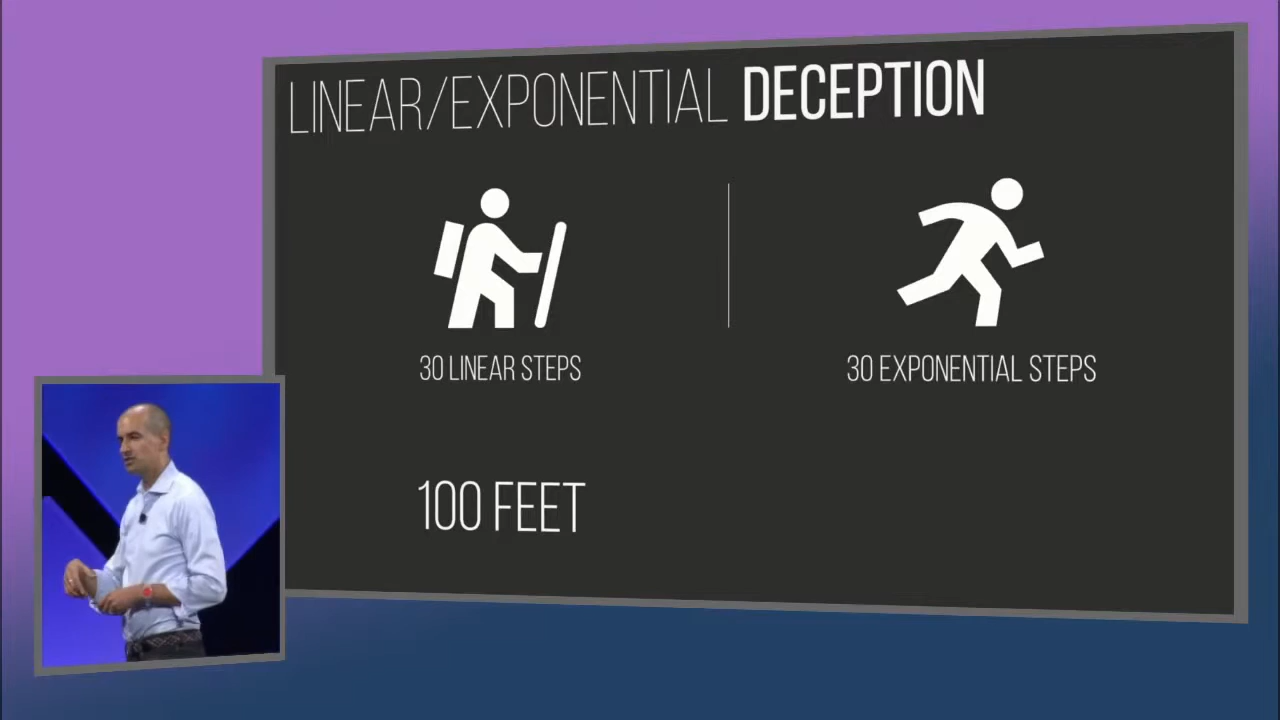 LINEAR/EXPONENTIAL DECEPTION
30 LINEAR STEPS
30 EXPONENTIAL STEPS
100 FEET